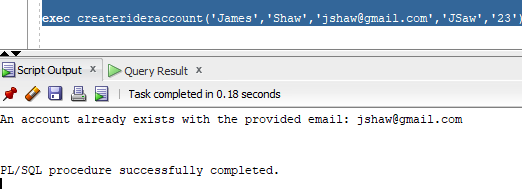 exec createrideraccount('James','Shaw','jshaw@gmail.com','JSaw','23')
Script Output x
Query Result x
Task completed in 0.18 seconds
An account already exists with the provided email: jshaw@gmail.com
PL/SQL procedure successfully completed.